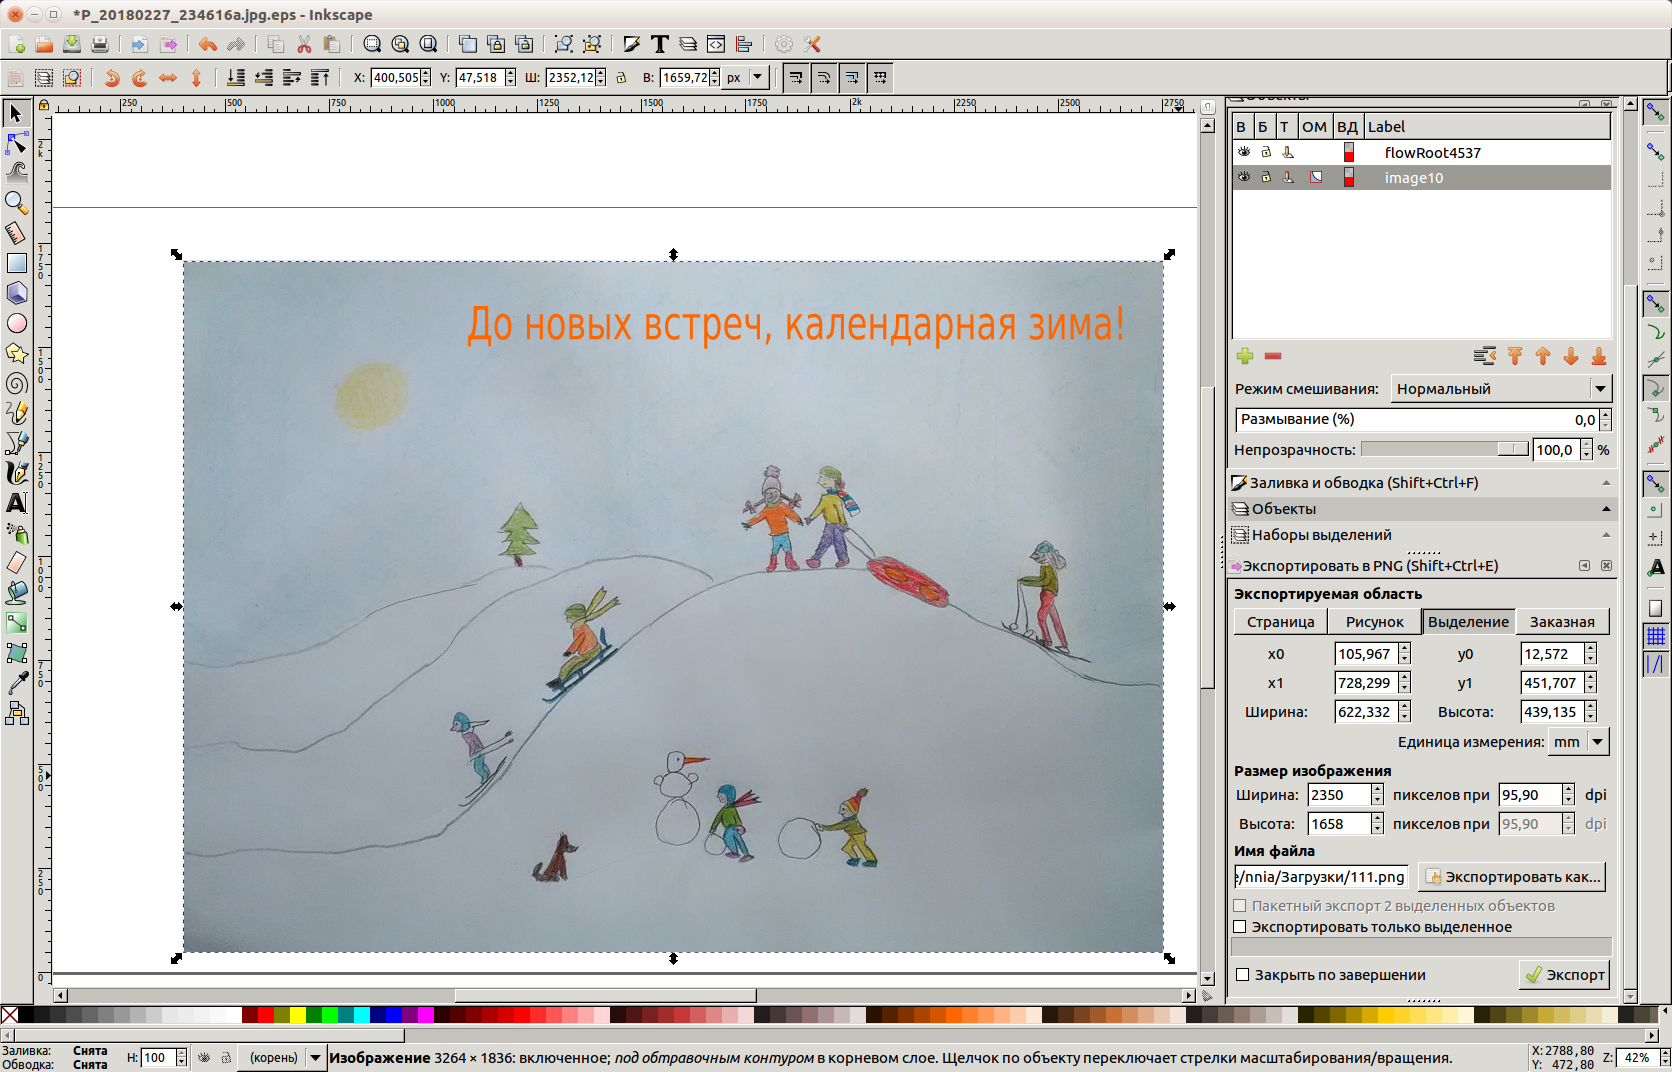 *P_20180227_234616a.jpg.eps - Inkscape
X: 400,505 Y: 47,518 Ш: 2352,12 В: 1659,72 px
250 500 750 1000 1250 1500 1750 2k 2250 2500 2750
До новых встреч, календарная зима!
В Б Т ОМ ВД Label
flowRoot4537
image10
Режим смешивания: Нормальный
Размывание (%) 0,0
Непрозрачность: 100,0 %
Заливка и обводка (Shift+Ctrl+F)
Объекты
Наборы выделений
Экспортировать в PNG (Shift+Ctrl+E)
Экспортируемая область
Страница Рисунок Выделение Заказная
x0 105,967 y0 12,572
x1 728,299 y1 451,707
Ширина: 622,332 Высота: 439,135
Единица измерения: mm
Размер изображения
Ширина: 2350 пикселов при 95,90 dpi
Высота: 1658 пикселов при 95,90 dpi
Имя файла
e/nnia/Загрузки/111.png Экспортировать как...
Пакетный экспорт 2 выделенных объектов
Экспортировать только выделенное
Закрыть по завершении Экспорт
Заливка: Снята
Обводка: Снята
Н: 100 (корень) Изображение 3264 × 1836: включенное; под обтравочным контуром в корневом слое. Щелчок по объекту переключает стрелки масштабирования/вращения.
X: 2788,80
Y: 472,80
Z: 42%